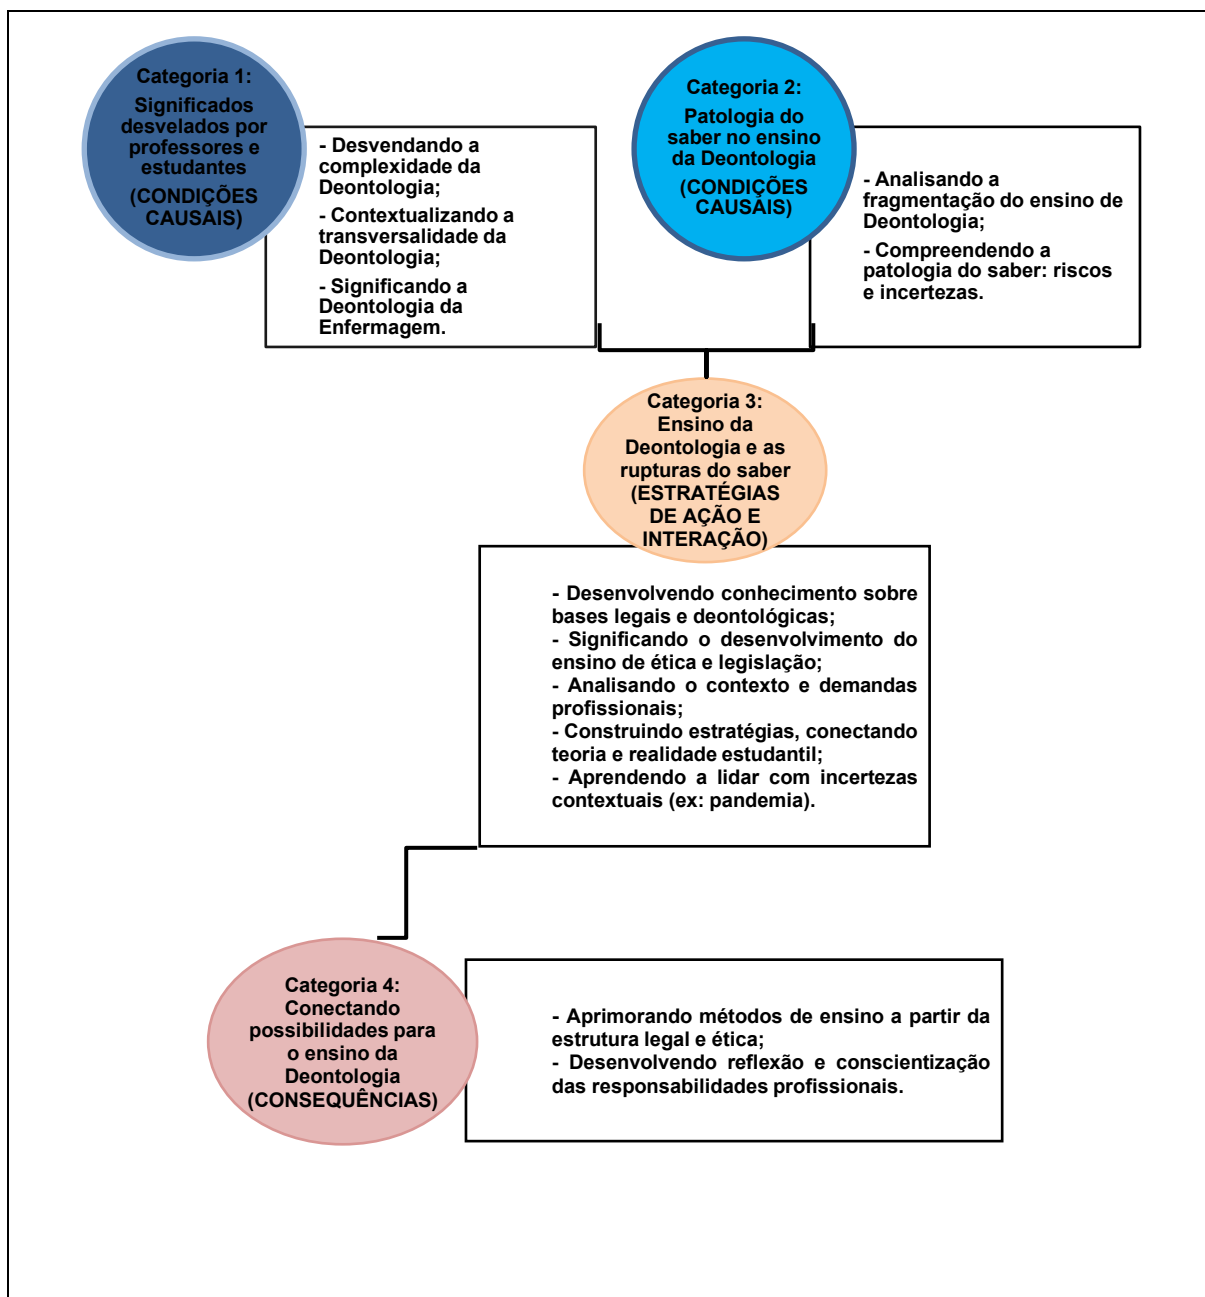 Categoria 1:
Significados
desvelados por
professores e
estudantes
(CONDIÇÕES
CAUSAIS)
- Desvendando a
complexidade da
Deontologia;
- Contextualizando a
transversalidade da
Deontologia;
- Significando a
Deontologia da
Enfermagem.
Categoria 2:
Patologia do
saber no ensino
da Deontologia
(CONDIÇÕES
CAUSAIS)
- Analisando a
fragmentação do ensino de
Deontologia;
- Compreendendo a
patologia do saber: riscos
e incertezas.
Categoria 3:
Ensino da
Deontologia e as
rupturas do saber
(ESTRATÉGIAS
DE AÇÃO E
INTERAÇÃO)
- Desenvolvendo conhecimento sobre
bases legais e deontológicas;
- Significando o desenvolvimento do
ensino de ética e legislação;
- Analisando o contexto e demandas
profissionais;
- Construindo estratégias, conectando
teoria e realidade estudantil;
- Aprendendo a lidar com incertezas
contextuais (ex: pandemia).
Categoria 4:
Conectando
possibilidades para
o ensino da
Deontologia
(CONSEQUÊNCIAS)
- Aprimorando métodos de ensino a partir da
estrutura legal e ética;
- Desenvolvendo reflexão e conscientização
das responsabilidades profissionais.